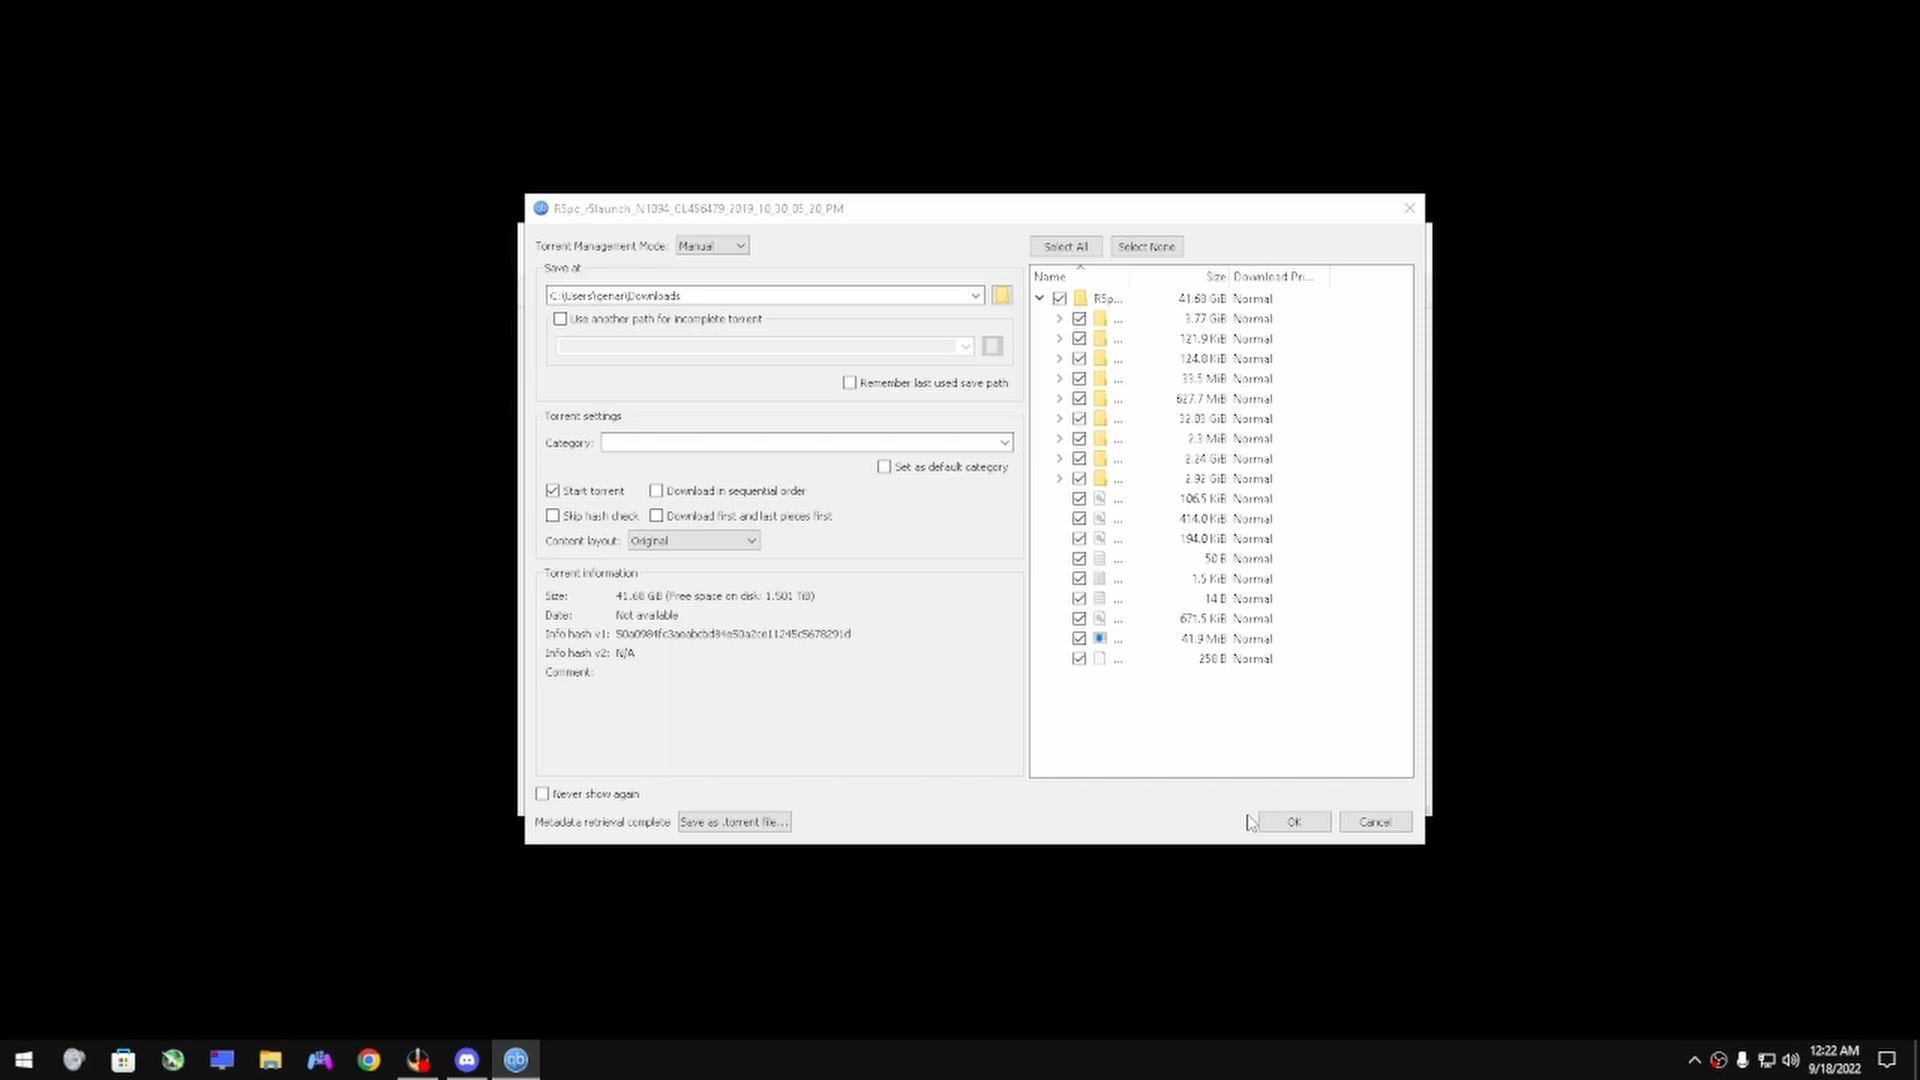 R5pc_r5launch_N1094_CL456479_2019_10_30_05_20_PM
Torrent Management Mode: Manual
Save at
C:\Users\genar\Downloads
Use another path for incomplete torrent
Remember last used save path
Torrent settings
Category:
Set as default category
Start torrent
Download in sequential order
Skip hash check
Download first and last pieces first
Content layout: Original
Torrent information
Size: 41.68 GB (Free space on disk: 1.501 TiB)
Date: Not available
Info hash v1:
Info hash v2: N/A
Comment:
Never show again
Metadata retrieval complete
Save as .torrent file...
Select All
Select None
Name Size Download Pri...
R5p... 41.68 GiB Normal
... 3.77 GiB Normal
... 121.9 KiB Normal
... 124.8 KiB Normal
... 33.5 MiB Normal
... 627.7 MiB Normal
... 32.03 GiB Normal
... 2.3 MiB Normal
... 2.24 GiB Normal
... 2.92 GiB Normal
... 106.5 KiB Normal
... 414.0 KiB Normal
... 194.0 KiB Normal
... 50 B Normal
... 1.5 KiB Normal
... 14 B Normal
... 671.5 KiB Normal
... 41.9 MiB Normal
... 258 B Normal
OK
Cancel
qb
12:22 AM
9/18/2022